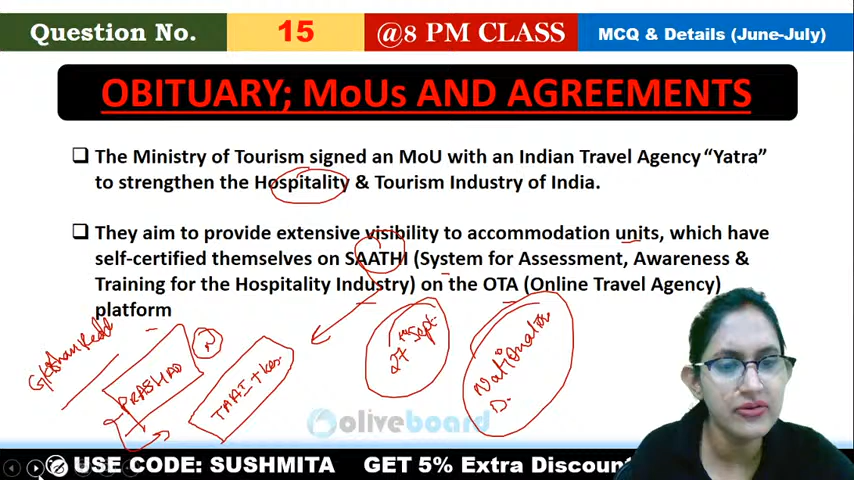 Question No.
15
@8 PM CLASS
MCQ & Details (June-July)
OBITUARY; MoUs AND AGREEMENTS
The Ministry of Tourism signed an MoU with an Indian Travel Agency “Yatra”
to strengthen the Hospitality & Tourism Industry of India.
They aim to provide extensive visibility to accommodation units, which have
self-certified themselves on SAATHI (System for Assessment, Awareness &
Training for the Hospitality Industry) on the OTA (Online Travel Agency)
platform
PRASHAD
27th Sept.
oliveboard
USE CODE: SUSHMITA GET 5% Extra Discount